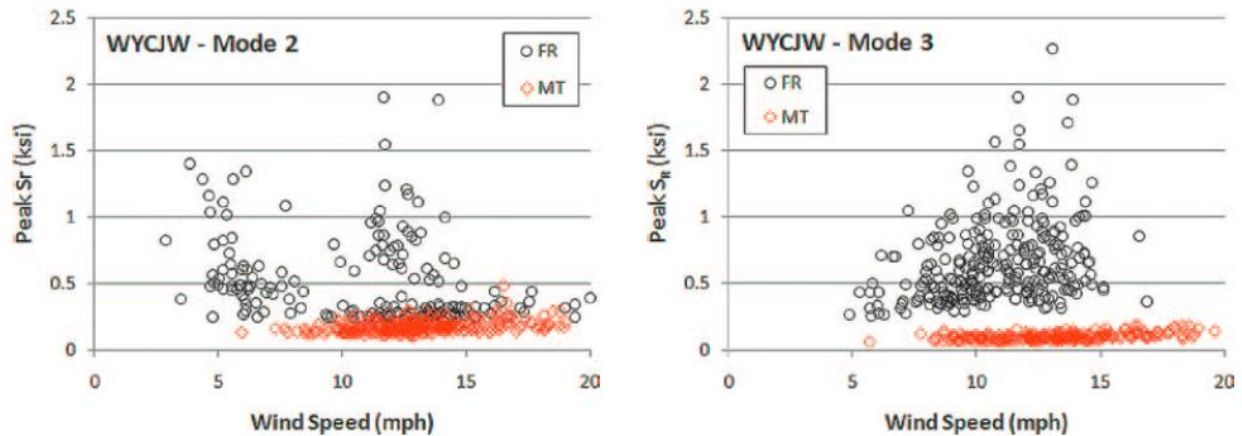 WYCJW - Mode 2
FR
MT
2.5
2
1.5
1
0.5
0
Peak Sr (ksi)
0 5 10 15 20
Wind Speed (mph)
WYCJW - Mode 3
FR
MT
2.5
2
1.5
1
0.5
0
Peak SR (ksi)
0 5 10 15 20
Wind Speed (mph)